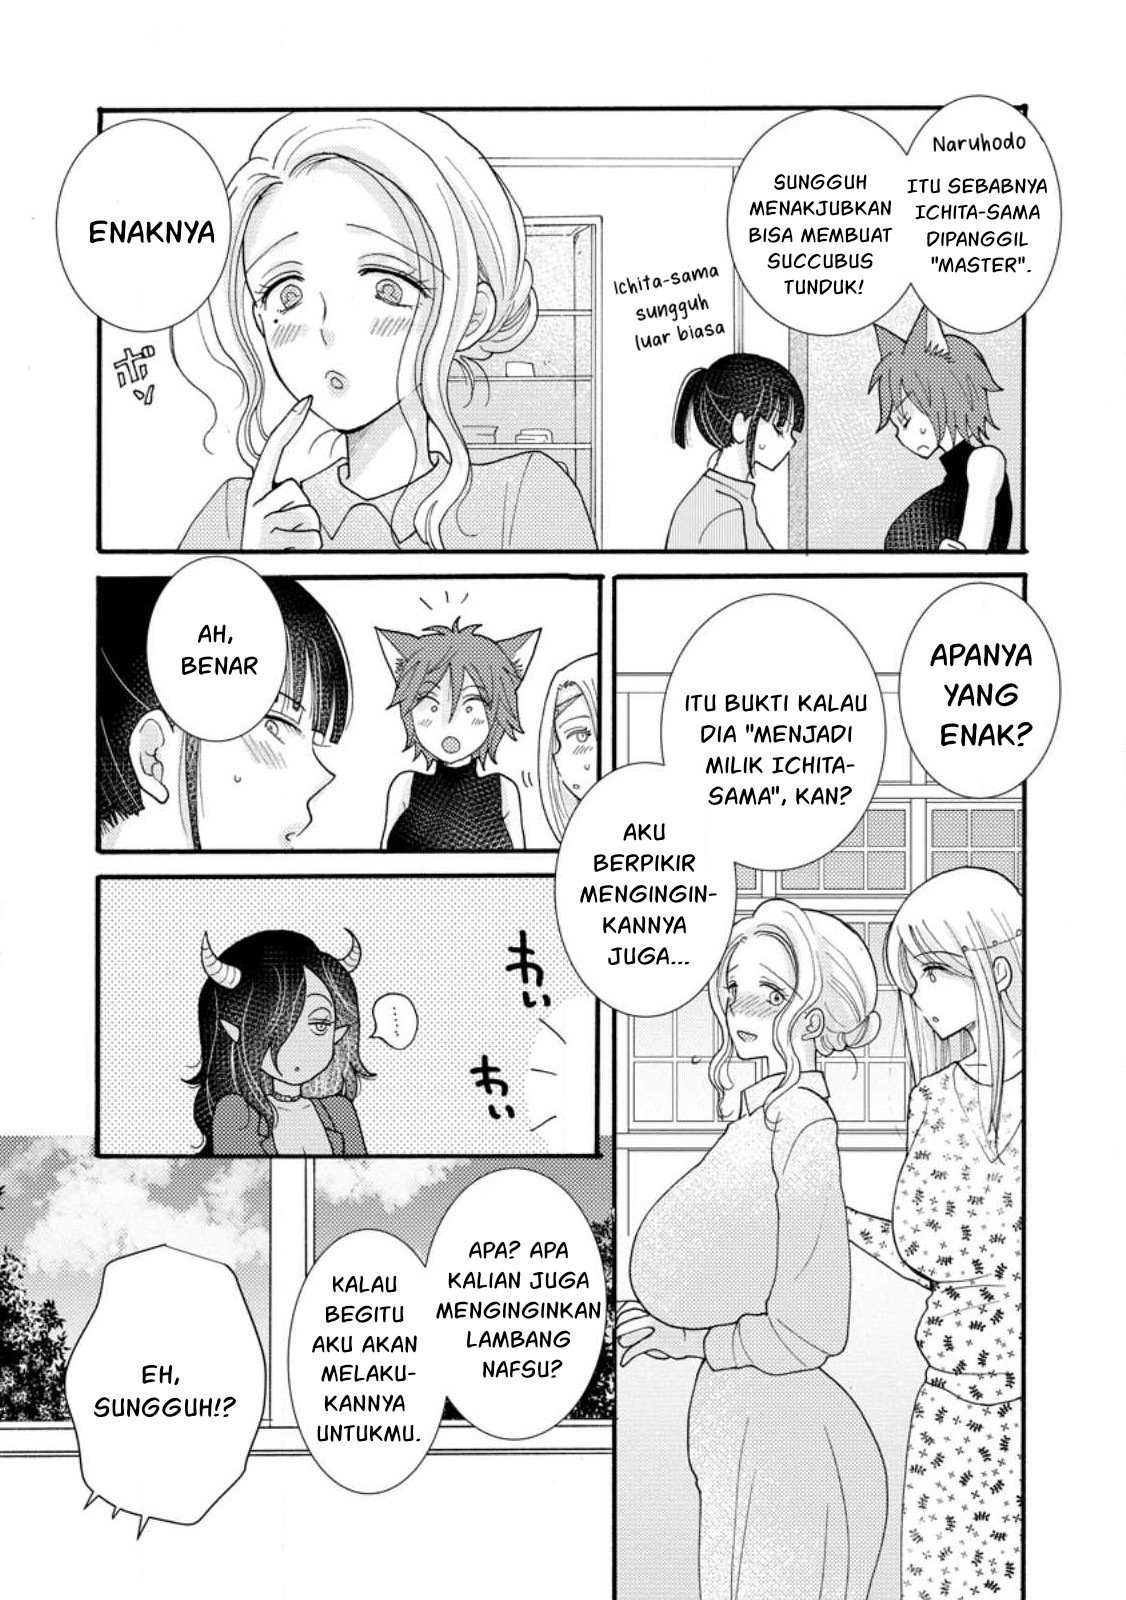 Naruhodo
ITU SEBABNYA
ICHITA-SAMA
DIPANGGIL
"MASTER".
SUNGGUH
MENAKJUBKAN
BISA MEMBUAT
SUCCUBUS
TUNDUK!
Ichita-sama
sungguh
luar biasa
ENAKNYA
ポッ
APANYA
YANG
ENAK?
ITU BUKTI KALAU
DIA "MENJADI
MILIK ICHITA-
SAMA", KAN?
AKU
BERPIKIR
MENGINGIN-
KANNYA
JUGA...
AH,
BENAR
わい
わい
......
APA? APA
KALIAN JUGA
MENGINGINKAN
LAMBANG
NAFSU?
KALAU
BEGITU
AKU AKAN
MELAKU-
KANNYA
UNTUKMU.
EH,
SUNGGUH!?